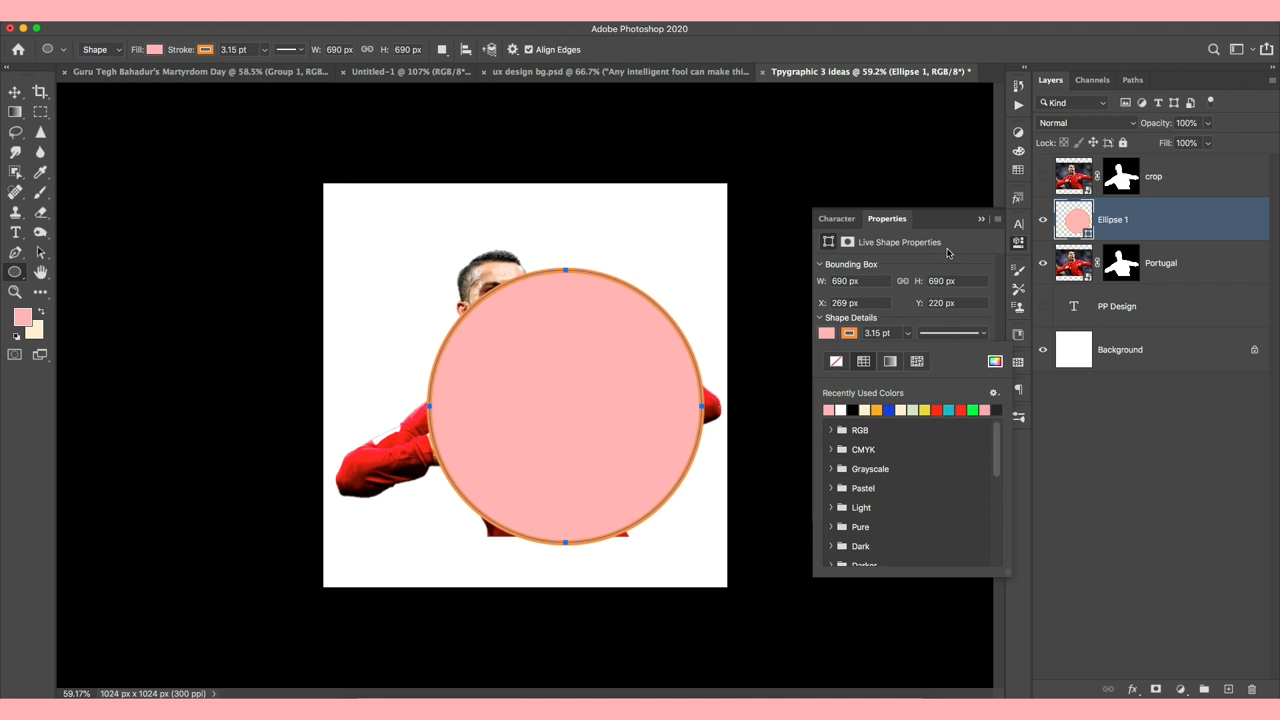 Adobe Photoshop 2020
Shape Fill: Stroke: 3.15 pt W: 690 px H: 690 px Align Edges
Guru Tegh Bahadur's Martyrdom Day @ 58.5% (Group 1, RGB... Untitled-1 @ 107% (RGB/8*... ux design bg.psd @ 66.7% ("Any intelligent fool can make thi... Tpygraphic 3 ideas @ 59.2% (Ellipse 1, RGB/8*) *
Layers Channels Paths
Kind
Normal Opacity: 100%
Lock: Fill: 100%
crop
Ellipse 1
Portugal
PP Design
Background
Character Properties
Live Shape Properties
Bounding Box
W: 690 px H: 690 px
X: 269 px Y: 220 px
Shape Details
3.15 pt
Recently Used Colors
RGB
CMYK
Grayscale
Pastel
Light
Pure
Dark
Darker
59.17% 1024 px x 1024 px (300 ppi)